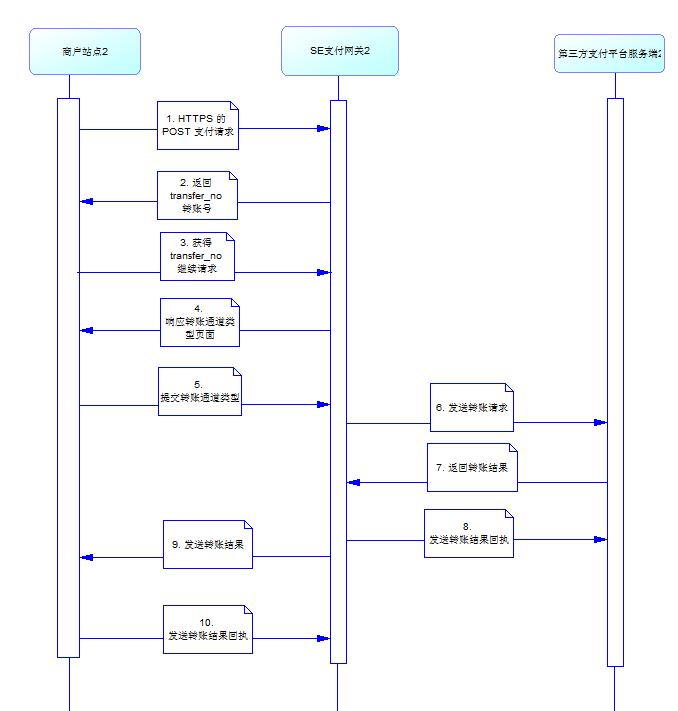 商户站点2
SE支付网关2
第三方支付平台服务端2
1. HTTPS 的
POST 支付请求
2. 返回
transfer_no
转账号
3. 获得
transfer_no
继续请求
4.
响应转账通道类
型页面
5.
提交转账通道类型
6. 发送转账请求
7. 返回转账结果
8.
发送转账结果回执
9. 发送转账结果
10.
发送转账结果回执